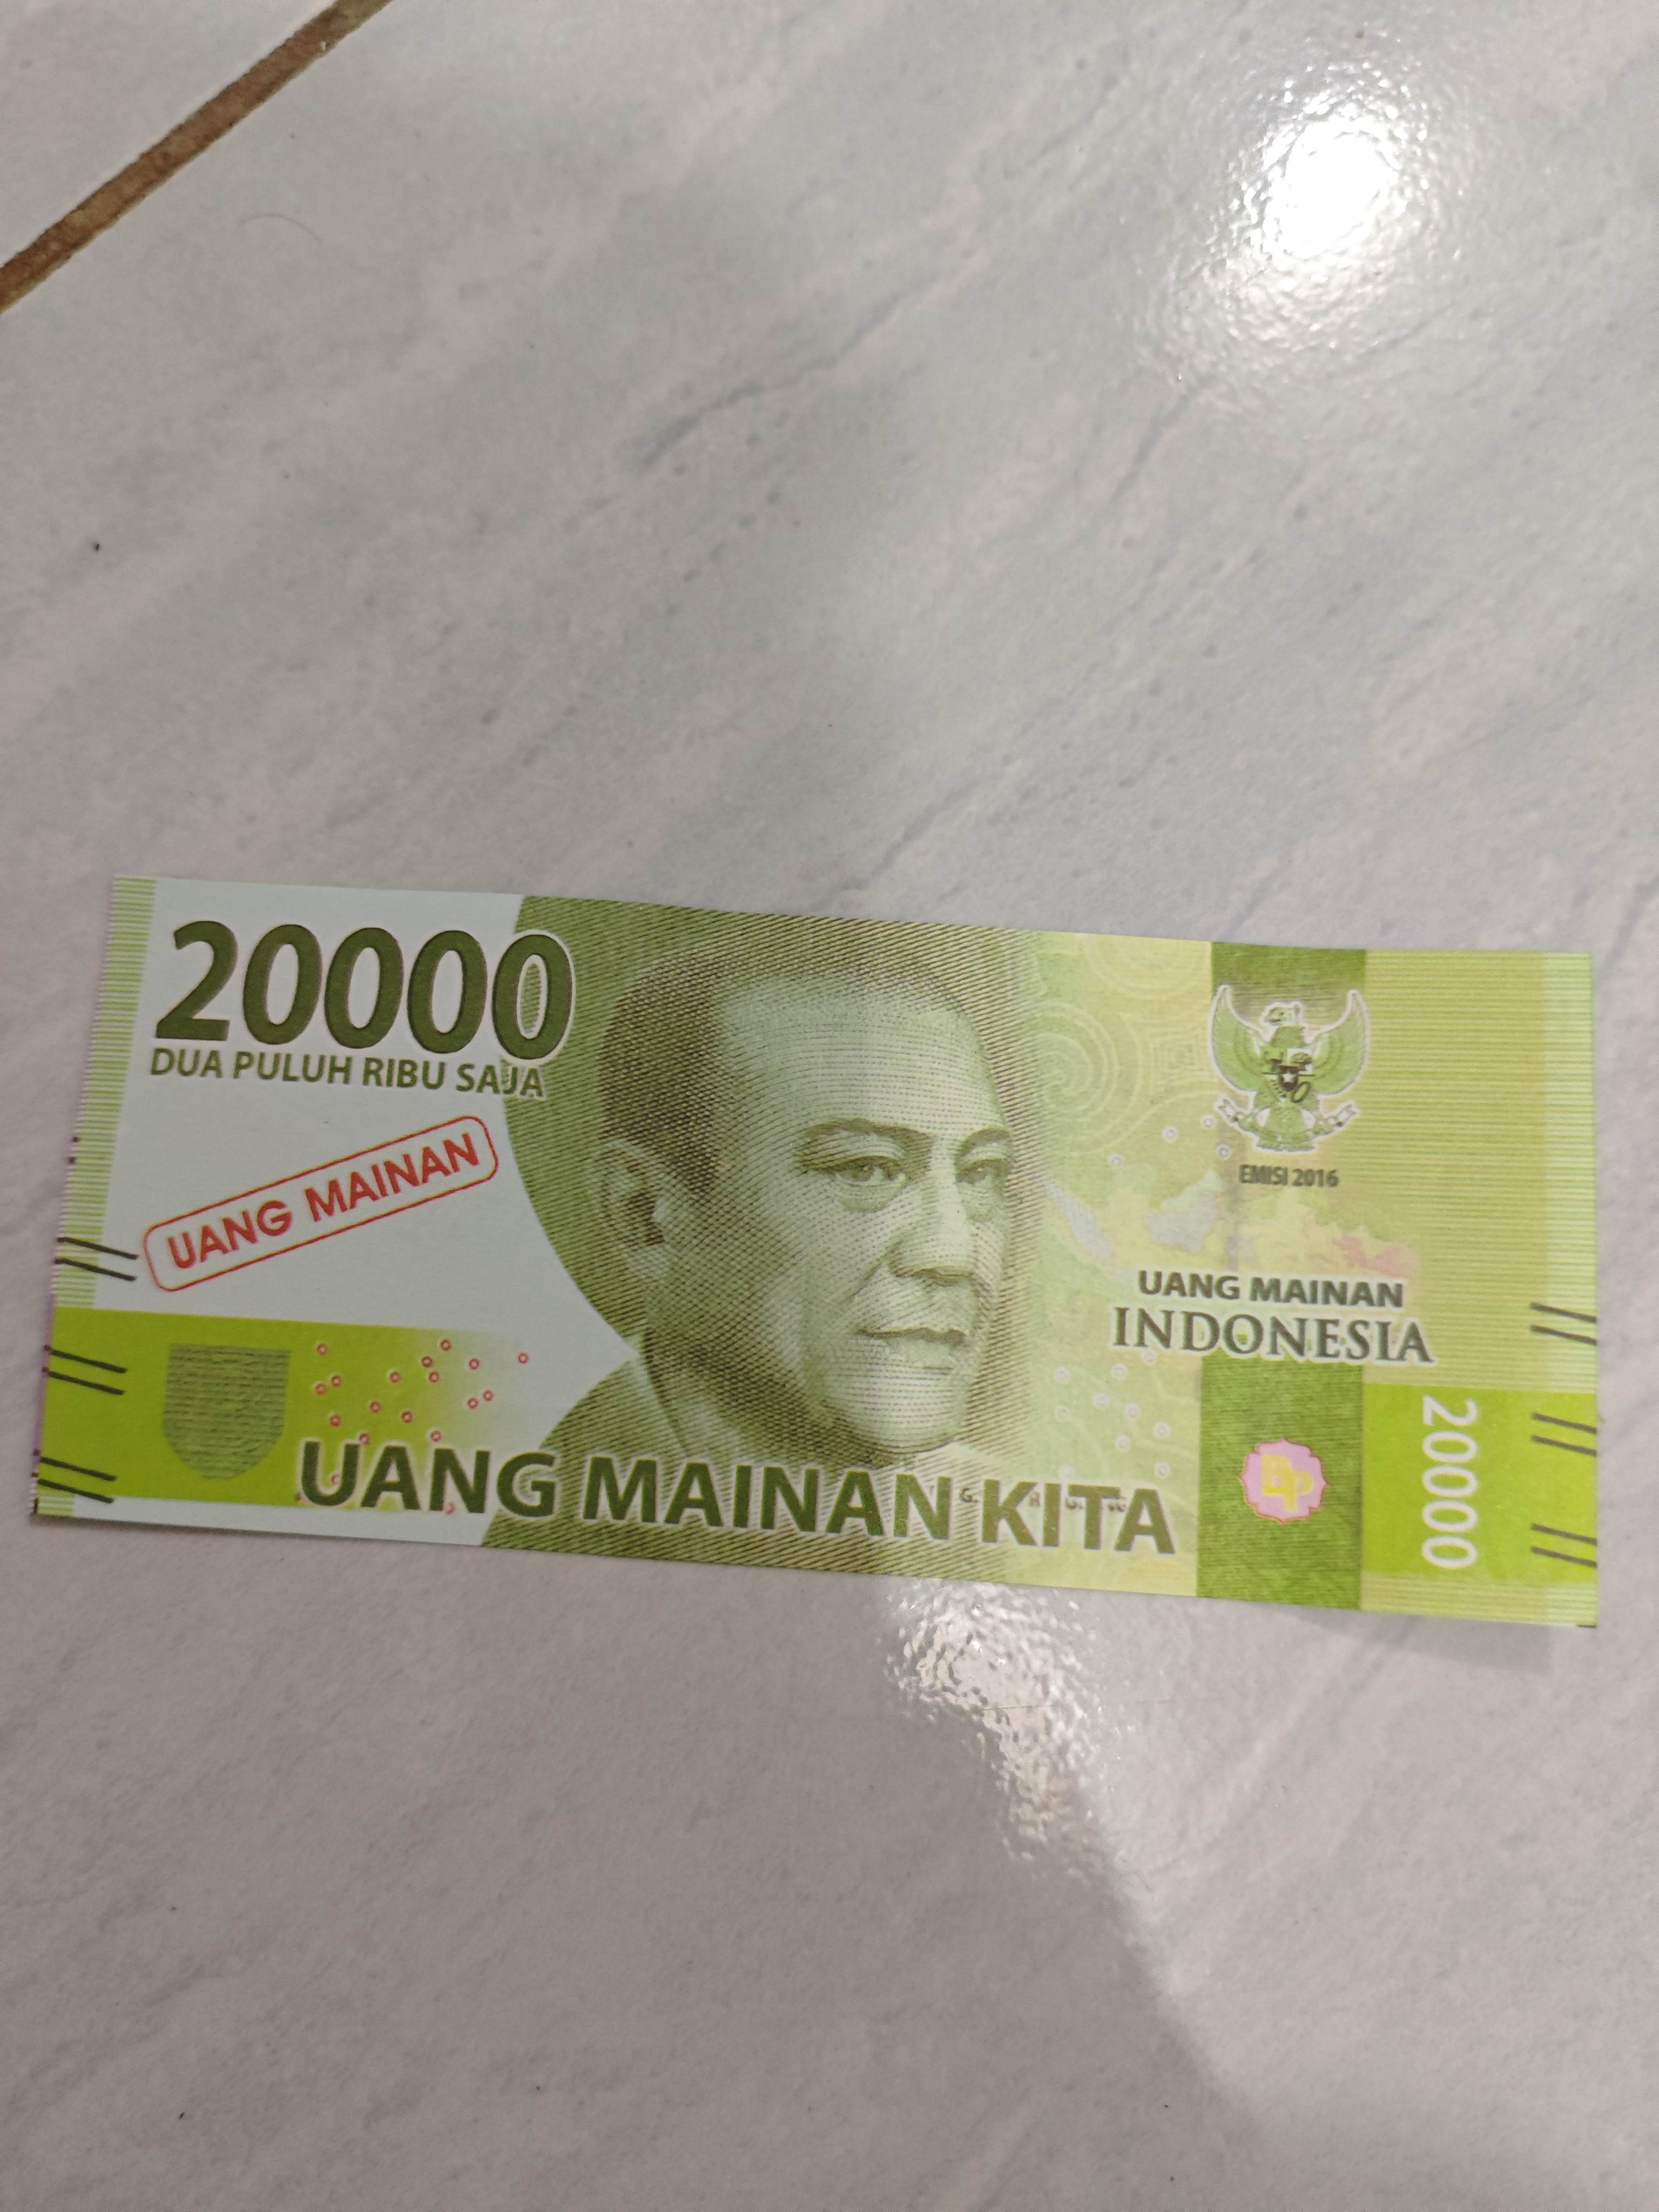 20000
DUA PULUH RIBU SAJA
UANG MAINAN
EMISI 2016
UANG MAINAN
INDONESIA
UANG MAINAN KITA
20000